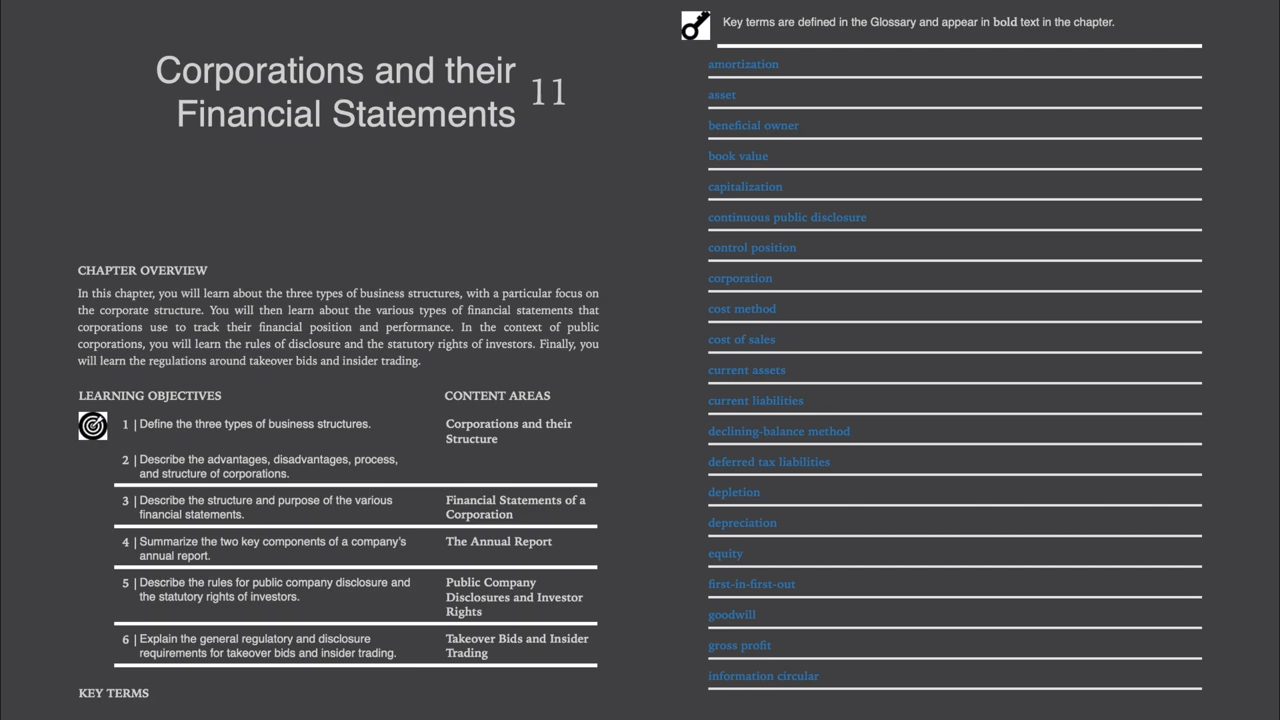 Corporations and their
Financial Statements
11
CHAPTER OVERVIEW
In this chapter, you will learn about the three types of business structures, with a particular focus on
the corporate structure. You will then learn about the various types of financial statements that
corporations use to track their financial position and performance. In the context of public
corporations, you will learn the rules of disclosure and the statutory rights of investors. Finally, you
will learn the regulations around takeover bids and insider trading.
LEARNING OBJECTIVES
CONTENT AREAS
1 | Define the three types of business structures.
Corporations and their
Structure
2 | Describe the advantages, disadvantages, process,
and structure of corporations.
3 | Describe the structure and purpose of the various
financial statements.
Financial Statements of a
Corporation
4 | Summarize the two key components of a company's
annual report.
The Annual Report
5 | Describe the rules for public company disclosure and
the statutory rights of investors.
Public Company
Disclosures and Investor
Rights
6 | Explain the general regulatory and disclosure
requirements for takeover bids and insider trading.
Takeover Bids and Insider
Trading
KEY TERMS
Key terms are defined in the Glossary and appear in bold text in the chapter.
amortization
asset
beneficial owner
book value
capitalization
continuous public disclosure
control position
corporation
cost method
cost of sales
current assets
current liabilities
declining-balance method
deferred tax liabilities
depletion
depreciation
equity
first-in-first-out
goodwill
gross profit
information circular